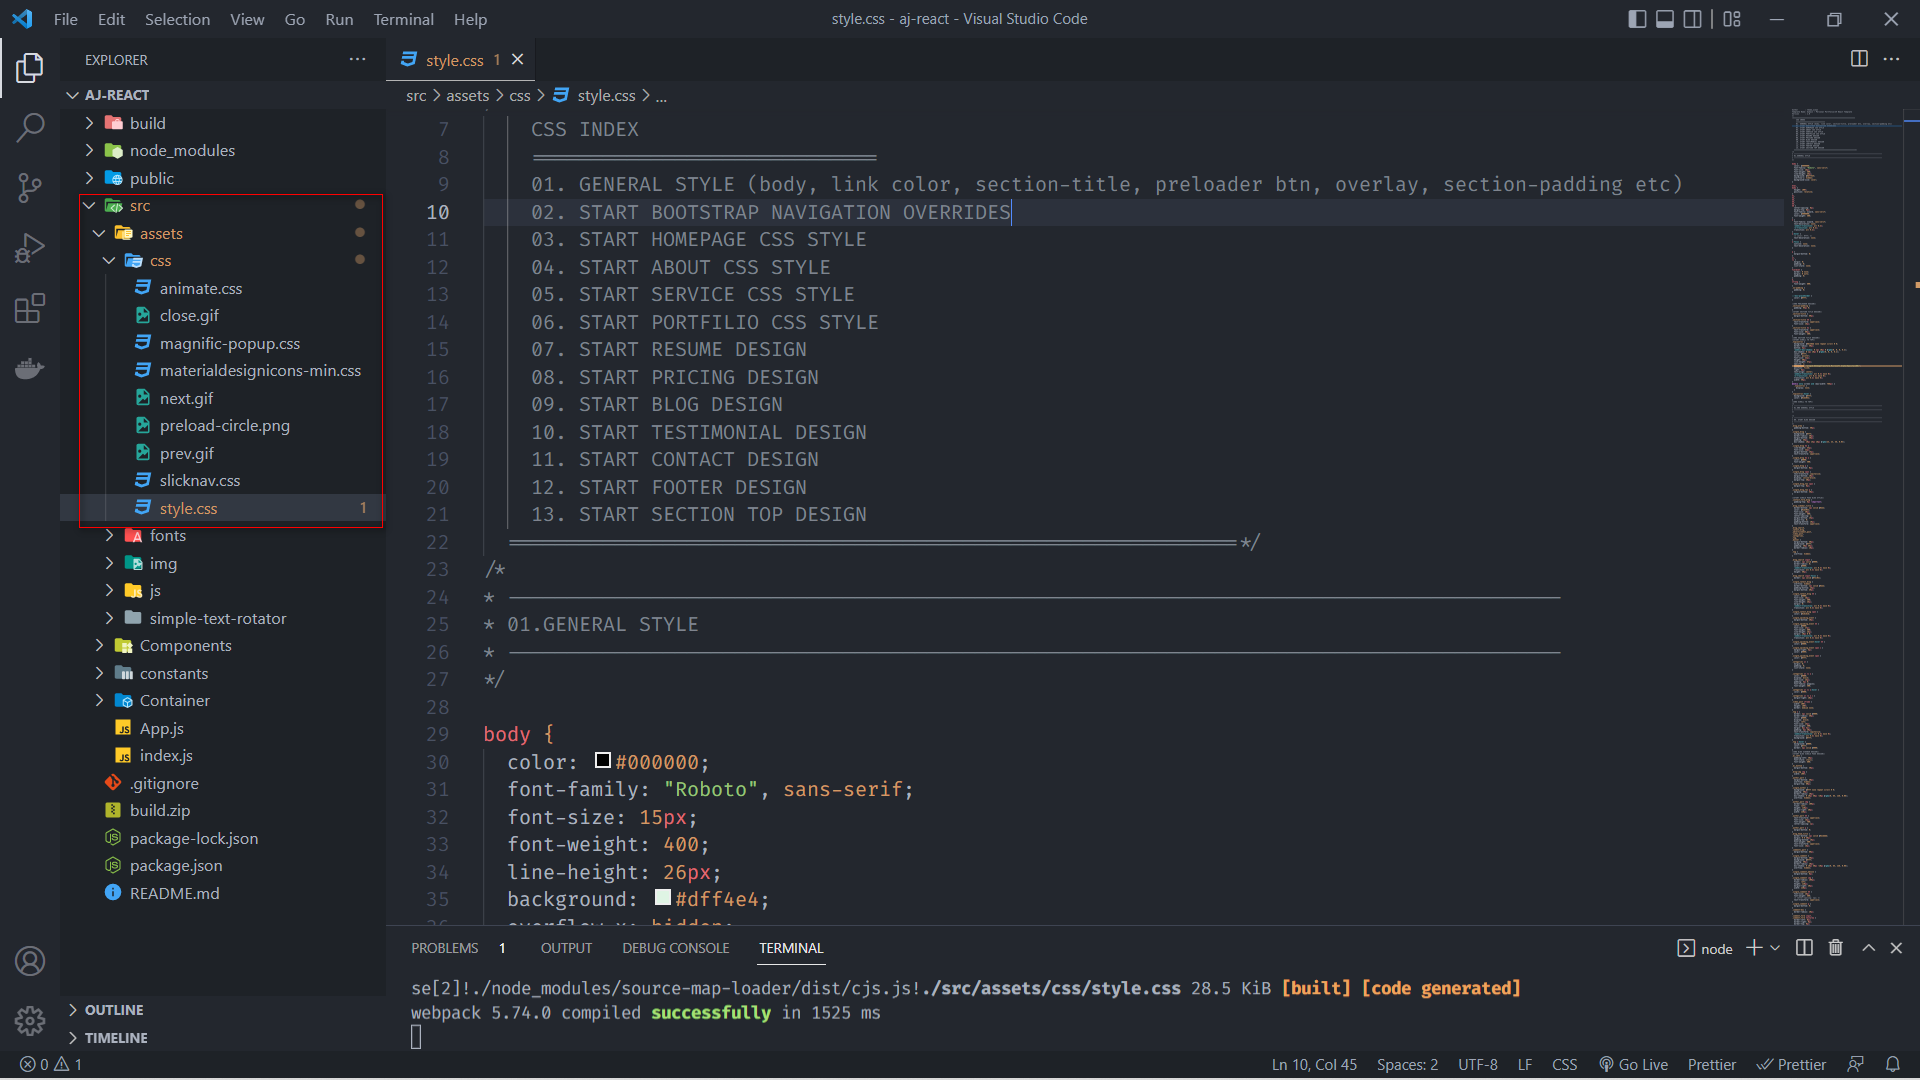 File Edit Selection View Go Run Terminal Help
style.css - aj-react - Visual Studio Code
EXPLORER
AJ-REACT
build
node_modules
public
src
assets
css
animate.css
close.gif
magnific-popup.css
materialdesignicons-min.css
next.gif
preload-circle.png
prev.gif
slicknav.css
style.css 1
fonts
img
js
simple-text-rotator
Components
constants
Container
App.js
index.js
.gitignore
build.zip
package-lock.json
package.json
README.md
OUTLINE
TIMELINE
style.css 1
src > assets > css > style.css > ...
7 CSS INDEX
8 =============================
9 01. GENERAL STYLE (body, link color, section-title, preloader btn, overlay, section-padding etc)
10 02. START BOOTSTRAP NAVIGATION OVERRIDES
11 03. START HOMEPAGE CSS STYLE
12 04. START ABOUT CSS STYLE
13 05. START SERVICE CSS STYLE
14 06. START PORTFILIO CSS STYLE
15 07. START RESUME DESIGN
16 08. START PRICING DESIGN
17 09. START BLOG DESIGN
18 10. START TESTIMONIAL DESIGN
19 11. START CONTACT DESIGN
20 12. START FOOTER DESIGN
21 13. START SECTION TOP DESIGN
22 =============================================================*/
23 /*
24 * ----------------------------------------------------------------------------------------
25 * 01.GENERAL STYLE
26 * ----------------------------------------------------------------------------------------
27 */
28
29 body {
30 color: #000000;
31 font-family: "Roboto", sans-serif;
32 font-size: 15px;
33 font-weight: 400;
34 line-height: 26px;
35 background: #dff4e4;
36 overflow-x: hidden;
PROBLEMS 1 OUTPUT DEBUG CONSOLE TERMINAL
node
se[2]!./node_modules/source-map-loader/dist/cjs.js!./src/assets/css/style.css 28.5 KiB [built] [code generated]
webpack 5.74.0 compiled successfully in 1525 ms
0 1
Ln 10, Col 45 Spaces: 2 UTF-8 LF CSS Go Live Prettier Prettier